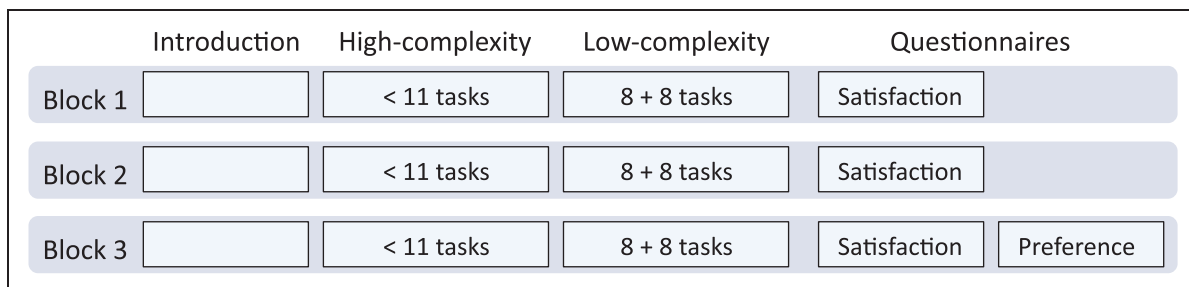 Introduction High-complexity Low-complexity Questionnaires
Block 1 < 11 tasks 8 + 8 tasks Satisfaction
Block 2 < 11 tasks 8 + 8 tasks Satisfaction
Block 3 < 11 tasks 8 + 8 tasks Satisfaction Preference